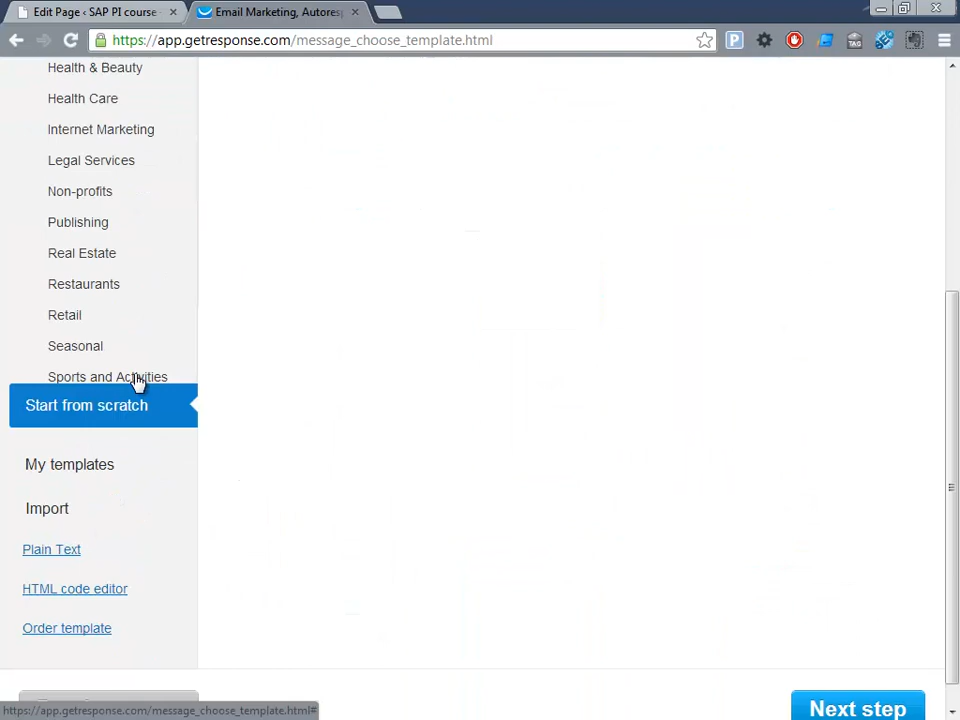 Edit Page ‹ SAP PI course
Email Marketing, Autores
https://app.getresponse.com/message_choose_template.html
P
TAG
Health & Beauty
Health Care
Internet Marketing
Legal Services
Non-profits
Publishing
Real Estate
Restaurants
Retail
Seasonal
Sports and Activities
Start from scratch
My templates
Import
Plain Text
HTML code editor
Order template
https://app.getresponse.com/message_choose_template.html#
Next step